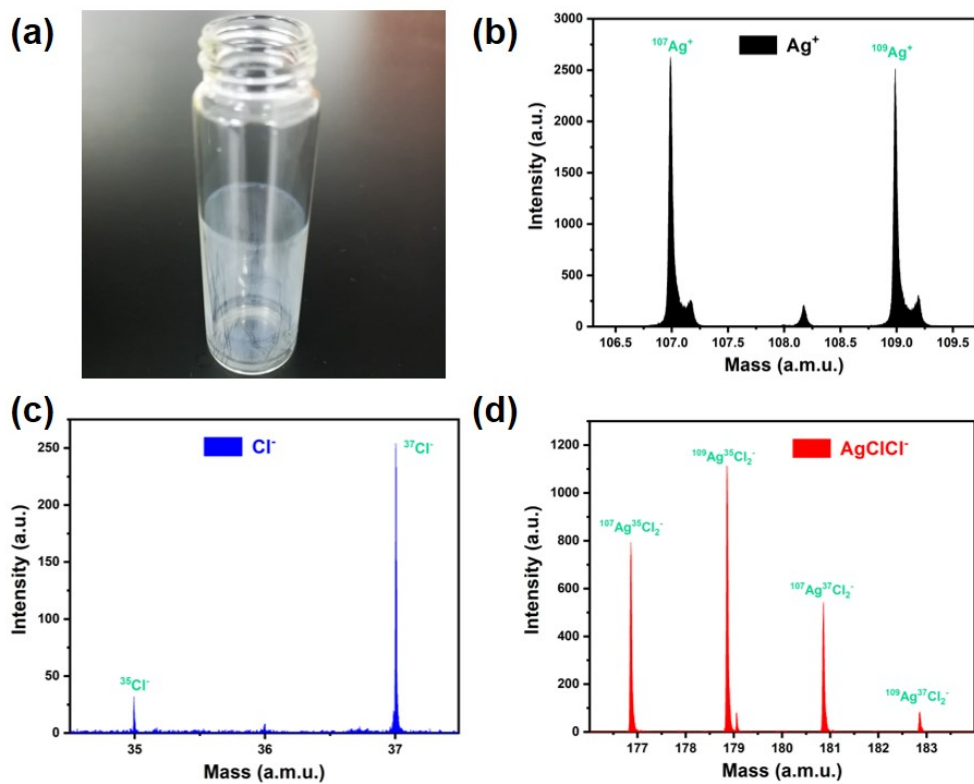 (a)
(b)
Intensity (a.u.)
3000
2500
2000
1500
1000
500
0
¹⁰⁷Ag⁺
Ag⁺
¹⁰⁹Ag⁺
106.5 107.0 107.5 108.0 108.5 109.0 109.5
Mass (a.m.u.)
(c)
Intensity (a.u.)
250
200
150
100
50
0
Cl⁻
³⁷Cl⁻
³⁵Cl⁻
35 36 37
Mass (a.m.u.)
(d)
Intensity (a.u.)
1200
1000
800
600
400
200
0
AgClCl⁻
¹⁰⁹Ag³⁵Cl₂⁻
¹⁰⁷Ag³⁵Cl₂⁻
¹⁰⁷Ag³⁷Cl₂⁻
¹⁰⁹Ag³⁷Cl₂⁻
177 178 179 180 181 182 183
Mass (a.m.u.)